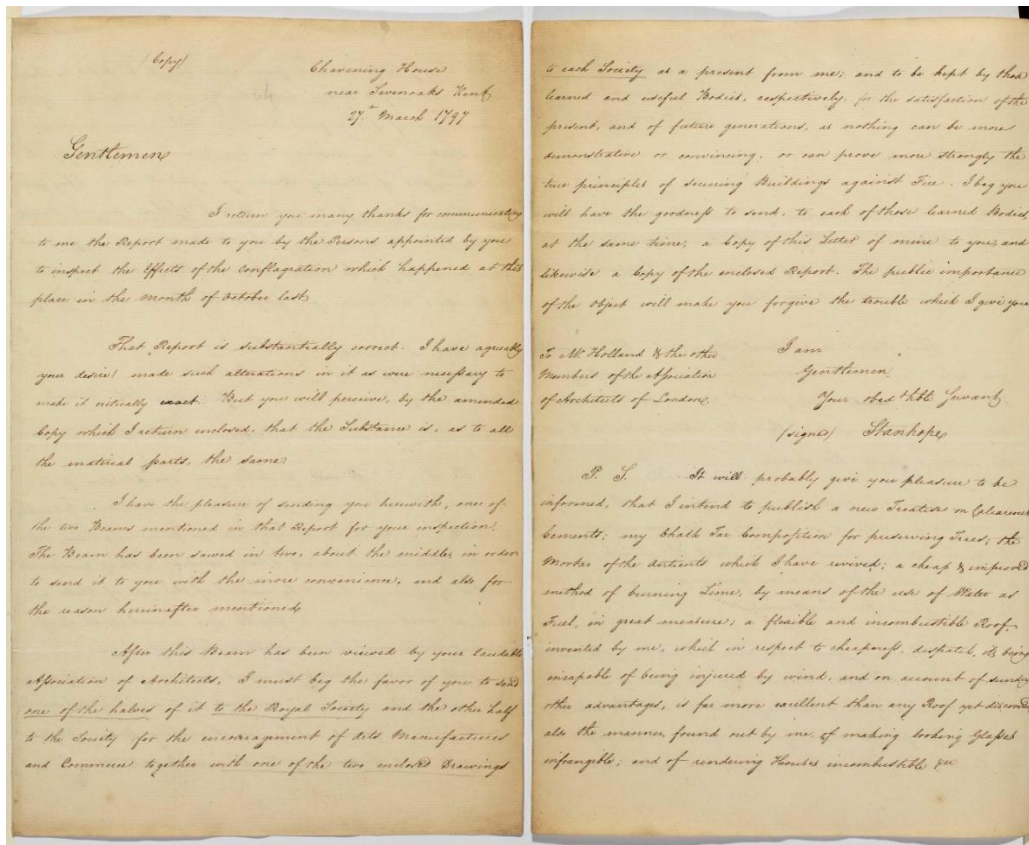 (Copy)
Chevening House
near Sevenoaks Kent
27th March 1797
Gentlemen
I return you many thanks for communicating
to me the Report made to you by the Persons appointed by you
to inspect the Effects of the Conflagration which happened at this
place in the Month of October last
That Report is substantially correct. I have agreeably
your desire made such alterations in it as were necessary to
make it critically exact. But you will perceive, by the amended
Copy which I return enclosed, that the Substance is, as to all
the material parts, the same.
I have the pleasure of sending you herewith, one of
the two Beams mentioned in that Report for your inspection.
The Beam has been sawed in two, about the middle, in order
to send it to you with the more convenience, and also for
the reason hereinafter mentioned,
After this Beam has been viewed by your laudable
Association of Architects, I must beg the favor of you to send
one of the halves of it to the Royal Society and the other half
to the Society for the encouragement of Arts Manufactures
and Commerce together with one of the two enclosed Drawings
to each Society as a present from me; and to be kept by those
learned and useful Bodies, respectively, for the satisfaction of the
present, and of future generations, as nothing can be more
demonstrative or convincing, or can prove more strongly the
true principles of securing Buildings against Fire. I beg you
will have the goodness to send, to each of those learned Bodies,
at the same time, a Copy of this Letter of mine to you, and
likewise a Copy of the enclosed Report. The public importance
of the Object will make you forgive the trouble which I give you
To Mr. Holland & the other
Members of the Association
of Architects of London.
I am
Gentlemen
Your obedt hble Servant
(signed) Stanhope
P. S. It will probably give you pleasure to be
informed, that I intend to publish a new Treatise on Calcareous
Cements; my Chalk Tar Composition for preserving Trees; the
Mortar of the Antients which I have revived; a cheap & improved
method of burning Lime, by means of the use of Water as
Fuel, in great measure; a flexible and incombustible Roof
invented by me, which in respect to cheapness, dispatch, its being
incapable of being injured by wind, and on account of sundry
other advantages, is far more excellent than any Roof yet
also the manner, found out by me, of making looking Glasses
infrangible; and of rendering Houses incombustible &cc